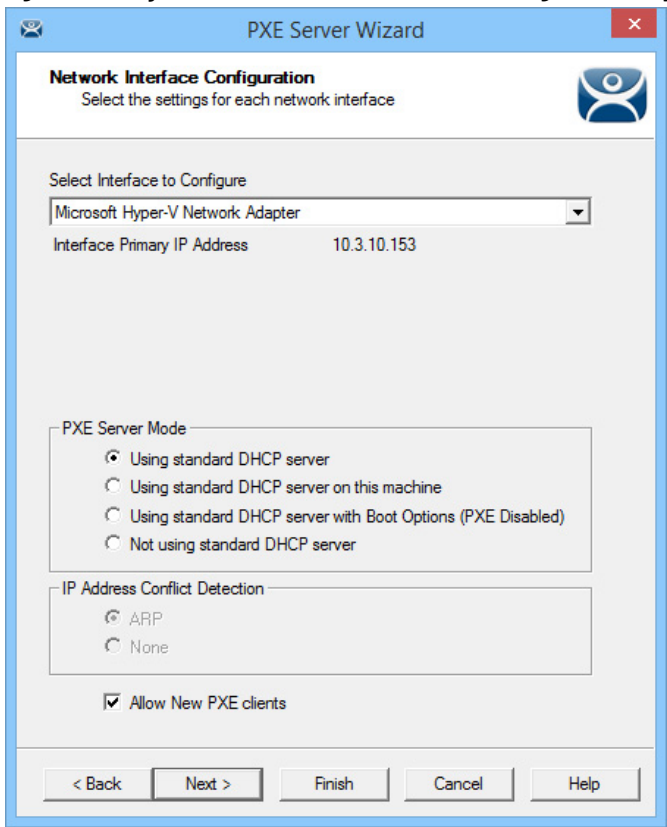 PXE Server Wizard
Network Interface Configuration
Select the settings for each network interface
Select Interface to Configure
Microsoft Hyper-V Network Adapter
Interface Primary IP Address 10.3.10.153
PXE Server Mode
Using standard DHCP server
Using standard DHCP server on this machine
Using standard DHCP server with Boot Options (PXE Disabled)
Not using standard DHCP server
IP Address Conflict Detection
ARP
None
Allow New PXE clients
< Back Next > Finish Cancel Help